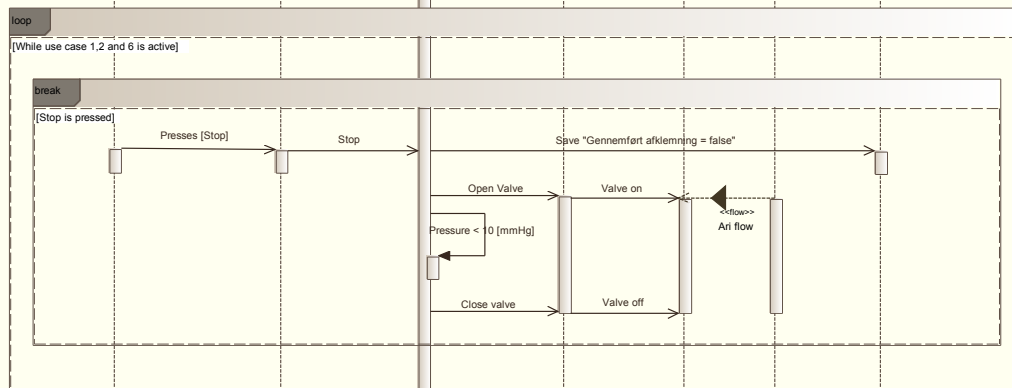 loop
[While use case 1,2 and 6 is active]
break
[Stop is pressed]
Presses [Stop]
Stop
Save "Gennemført afklemning = false"
Open Valve
Valve on
<<flow>>
Ari flow
Pressure < 10 [mmHg]
Close valve
Valve off